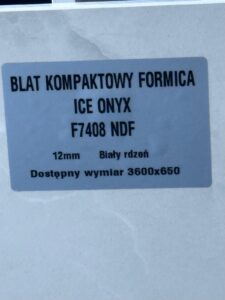 BLAT KOMPAKTOWY FORMICA
ICE ONYX
F7408 NDF
12mm Biały rdzeń
Dostępny wymiar 3600x650